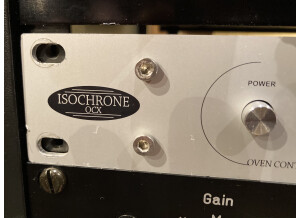 ISOCHRONE
OCX
POWER
OVEN CONT
Gain